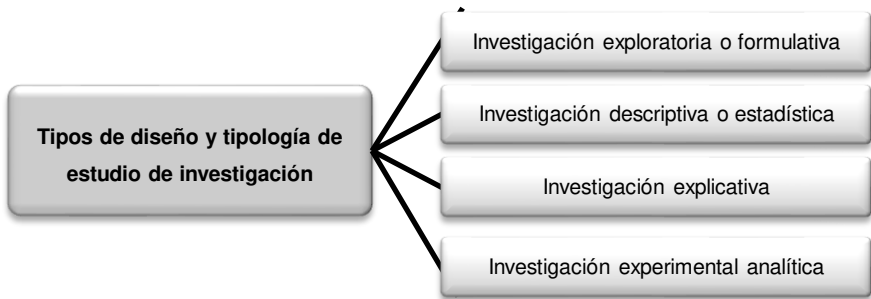 Tipos de diseño y tipología de
estudio de investigación
Investigación exploratoria o formulativa
Investigación descriptiva o estadística
Investigación explicativa
Investigación experimental analítica